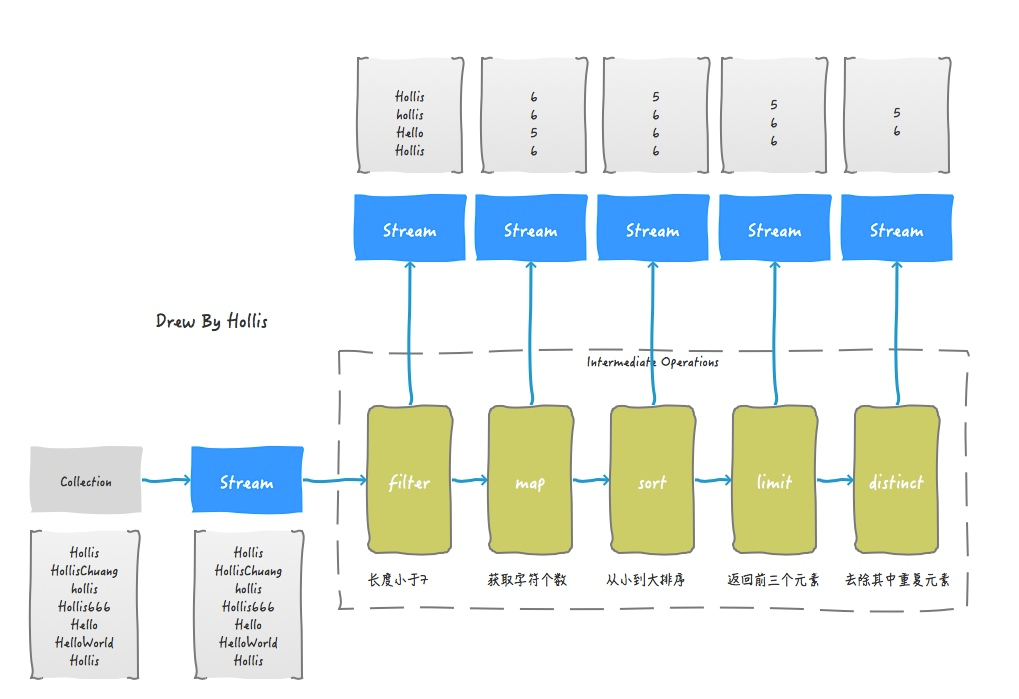 Hollis
hollis
Hello
Hollis
6
6
5
6
5
6
6
6
5
6
6
5
6
Stream
Stream
Stream
Stream
Stream
Drew By Hollis
Intermediate Operations
Collection
Stream
filter
map
sort
limit
distinct
长度小于7
获取字符个数
从小到大排序
返回前三个元素
去除其中重复元素
Hollis
HollisChuang
hollis
Hollis666
Hello
HelloWorld
Hollis
Hollis
HollisChuang
hollis
Hollis666
Hello
HelloWorld
Hollis